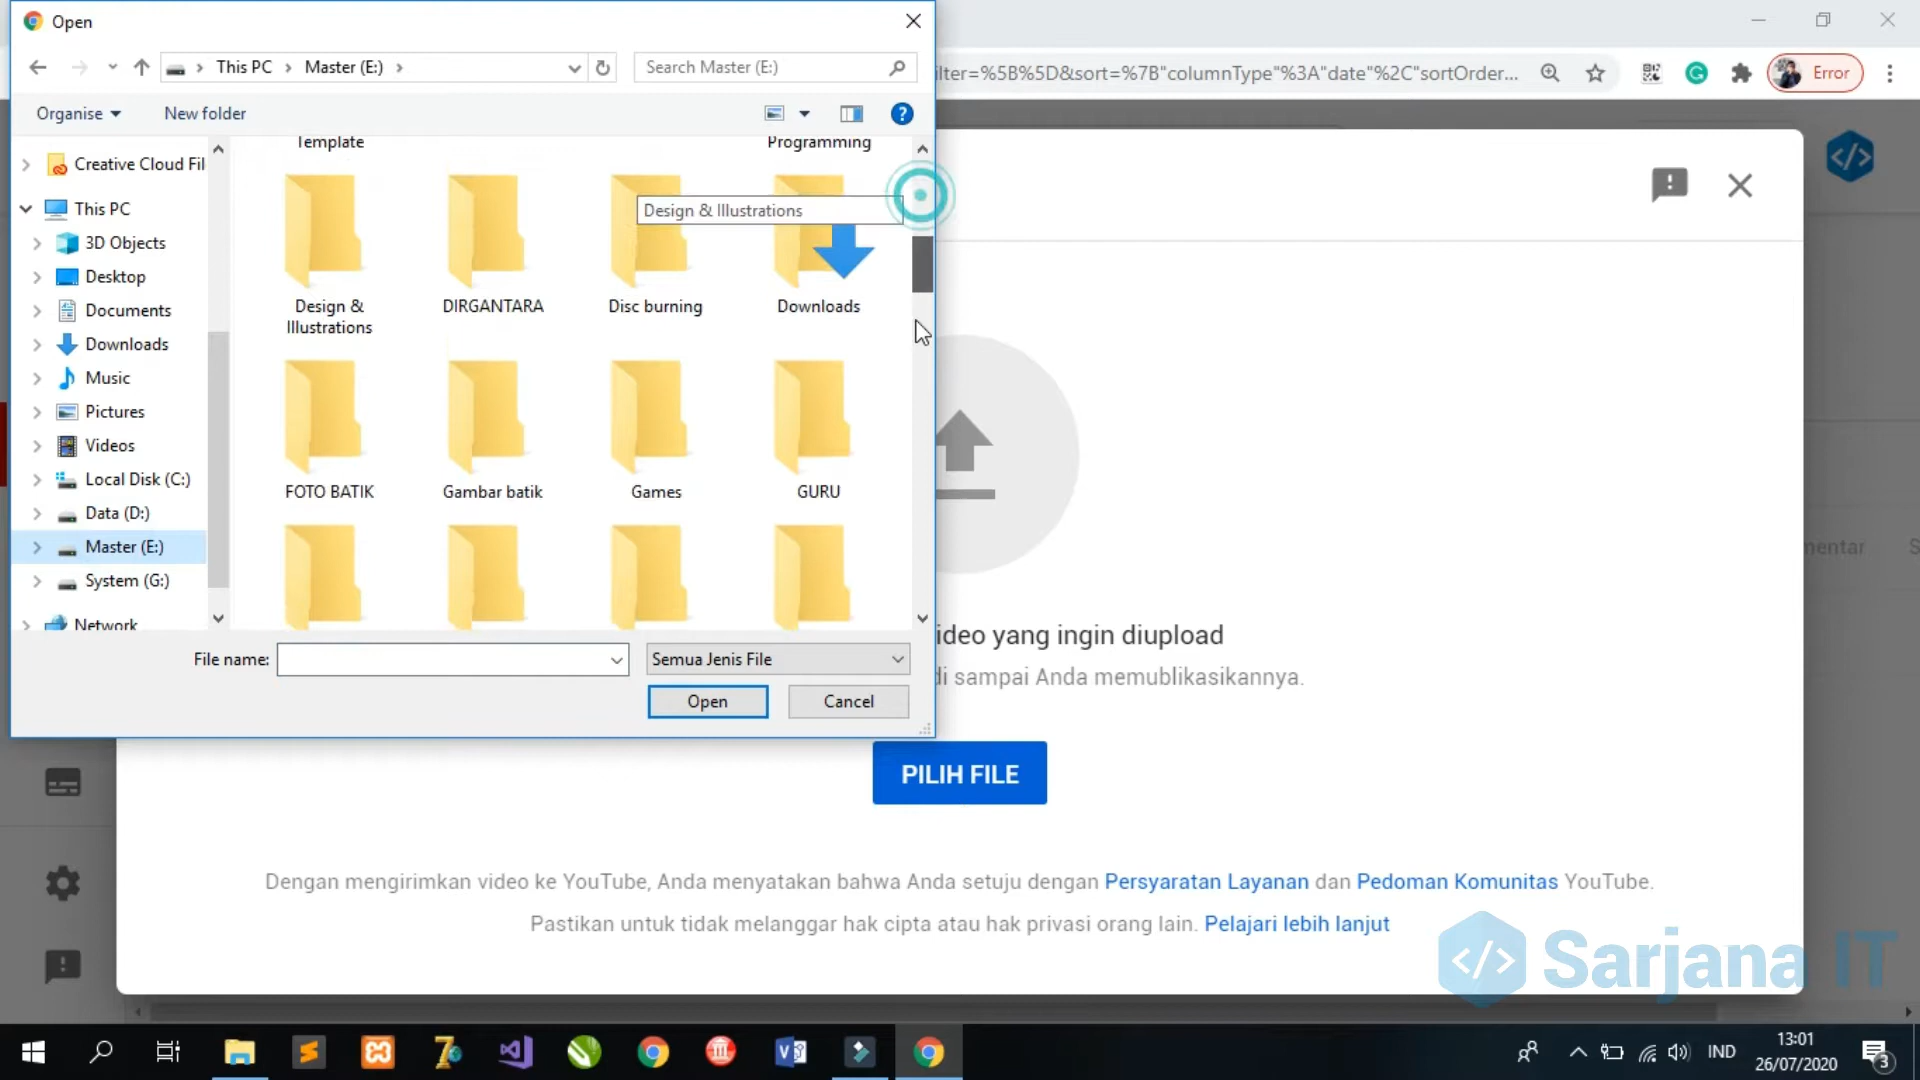 Open
This PC > Master (E:) >
Search Master (E:)
ilter=%5B%5D&sort=%7B"columnType"%3A"date"%2C"sortOrder...
Error
Organise
New folder
Creative Cloud Fil
This PC
3D Objects
Desktop
Documents
Downloads
Music
Pictures
Videos
Local Disk (C:)
Data (D:)
Master (E:)
System (G:)
Network
Template
Programming
Design & Illustrations
Design &
Illustrations
DIRGANTARA
Disc burning
Downloads
FOTO BATIK
Gambar batik
Games
GURU
File name:
Semua Jenis File
Open
Cancel
mentar
S
ideo yang ingin diupload
di sampai Anda memublikasikannya.
PILIH FILE
Dengan mengirimkan video ke YouTube, Anda menyatakan bahwa Anda setuju dengan Persyaratan Layanan dan Pedoman Komunitas YouTube.
Pastikan untuk tidak melanggar hak cipta atau hak privasi orang lain. Pelajari lebih lanjut
Sarjana IT
IND
13:01
26/07/2020
3